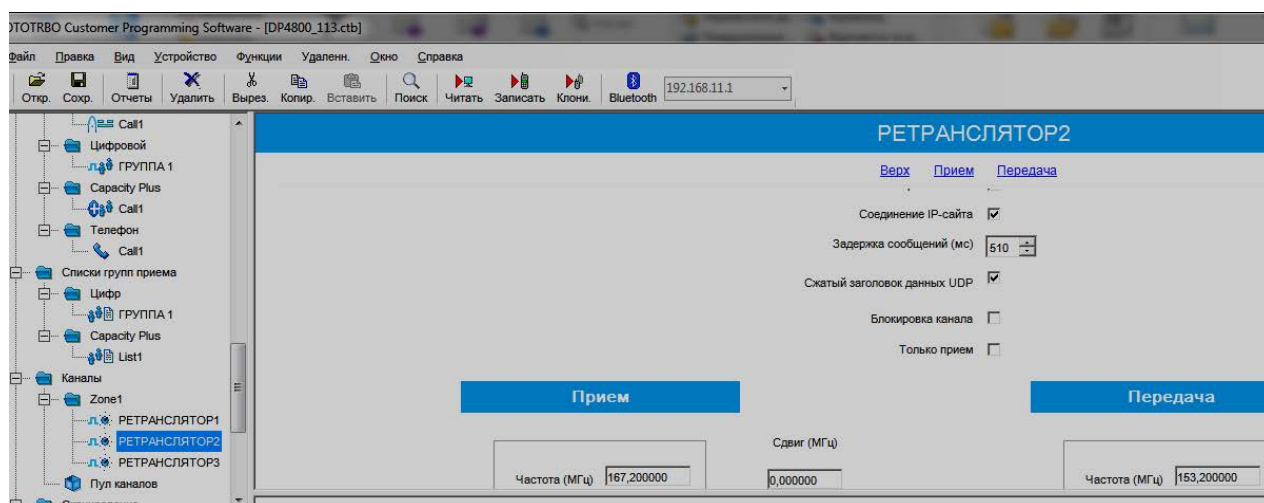 OTOTRBO Customer Programming Software - [DP4800_113.ctb]
Файл Правка Вид Устройство Функции Удаленн. Окно Справка
Откр. Сохр. Отчеты Удалить Вырез. Копир. Вставить Поиск Читать Записать Клони. Bluetooth 192.168.11.1
Call1
Цифровой
ГРУППА 1
Capacity Plus
Call1
Телефон
Call1
Списки групп приема
Цифр
ГРУППА 1
Capacity Plus
List1
Каналы
Zone1
РЕТРАНСЛЯТОР1
РЕТРАНСЛЯТОР2
РЕТРАНСЛЯТОР3
Пул каналов
РЕТРАНСЛЯТОР2
Верх Прием Передача
Соединение IP-сайта
Задержка сообщений (мс) 510
Сжатый заголовок данных UDP
Блокировка канала
Только прием
Прием Передача
Сдвиг (МГц)
Частота (МГц) 167,200000 0,000000 Частота (МГц) 153,200000